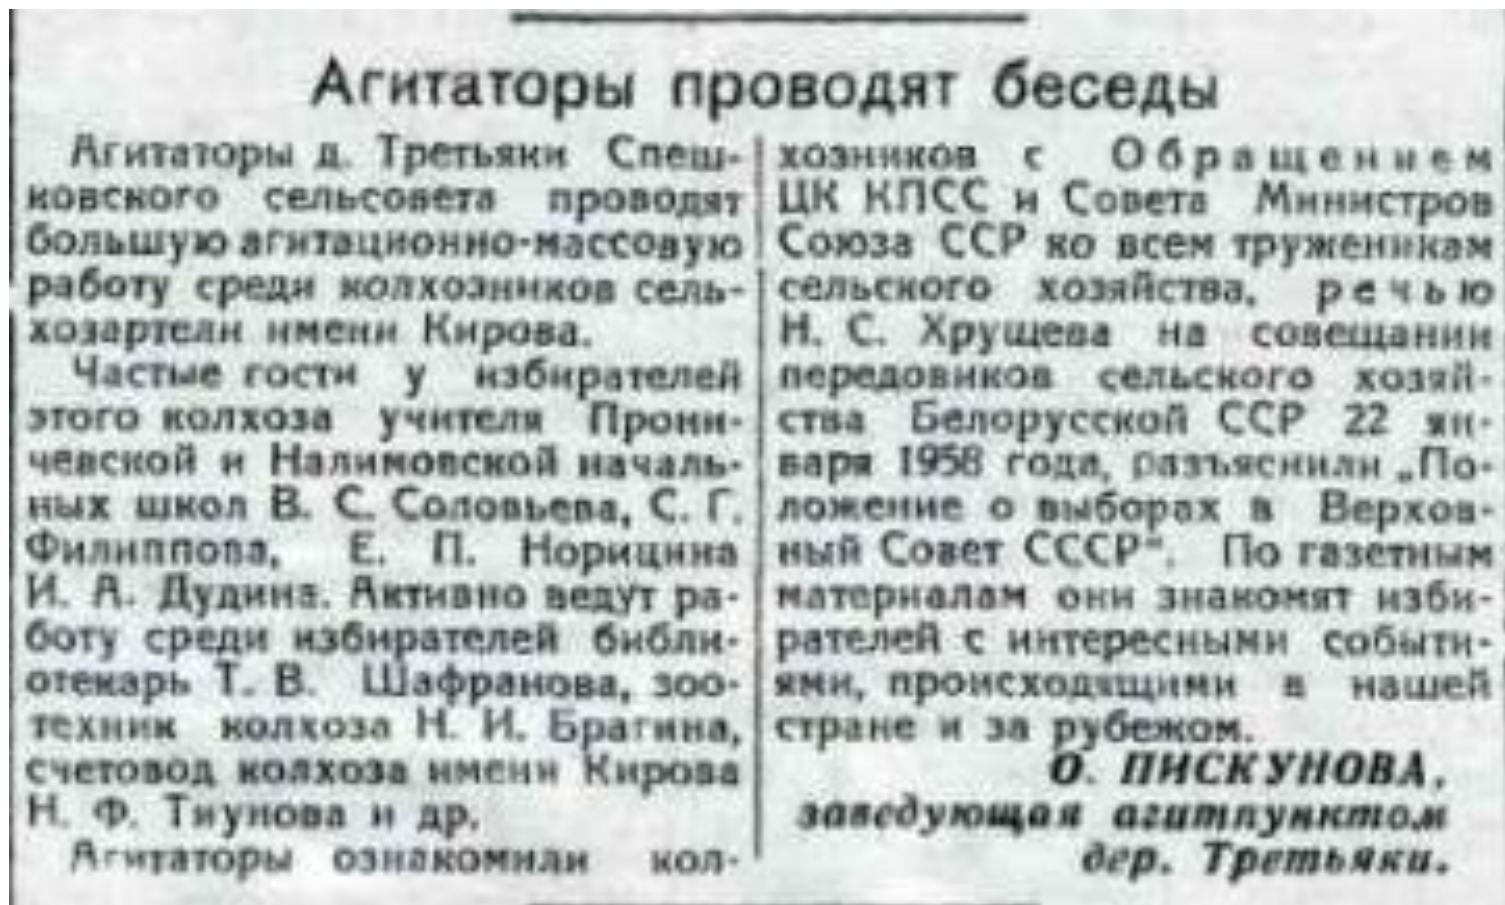 Агитаторы проводят беседы
Агитаторы д. Третьяки Спеш-
ковского сельсовета проводят
большую агитационно-массовую
работу среди колхозников сель-
хозартели имени Кирова.
Частые гости у избирателей
этого колхоза учителя Прони-
чевской и Налимовской началь-
ных школ В. С. Соловьева, С. Г.
Филиппова, Е. П. Норицина
И. А. Дудина. Активно ведут ра-
боту среди избирателей библи-
отекарь Т. В. Шафранова, зоо-
техник колхоза Н. И. Брагина,
счетовод колхоза имени Кирова
Н. Ф. Тиунова и др.
Агитаторы ознакомили кол-
хозников с Обращением
ЦК КПСС и Совета Министров
Союза ССР ко всем труженикам
сельского хозяйства, речью
Н. С. Хрущева на совещании
передовиков сельского хозяй-
ства Белорусской ССР 22 ян-
варя 1958 года, разъяснили „По-
ложение о выборах в Верхов-
ный Совет СССР“. По газетным
материалам они знакомят изби-
рателей с интересными событи-
ями, происходящими в нашей
стране и за рубежом.
О. ПИСКУНОВА,
заведующая агитпунктом
дер. Третьяки.